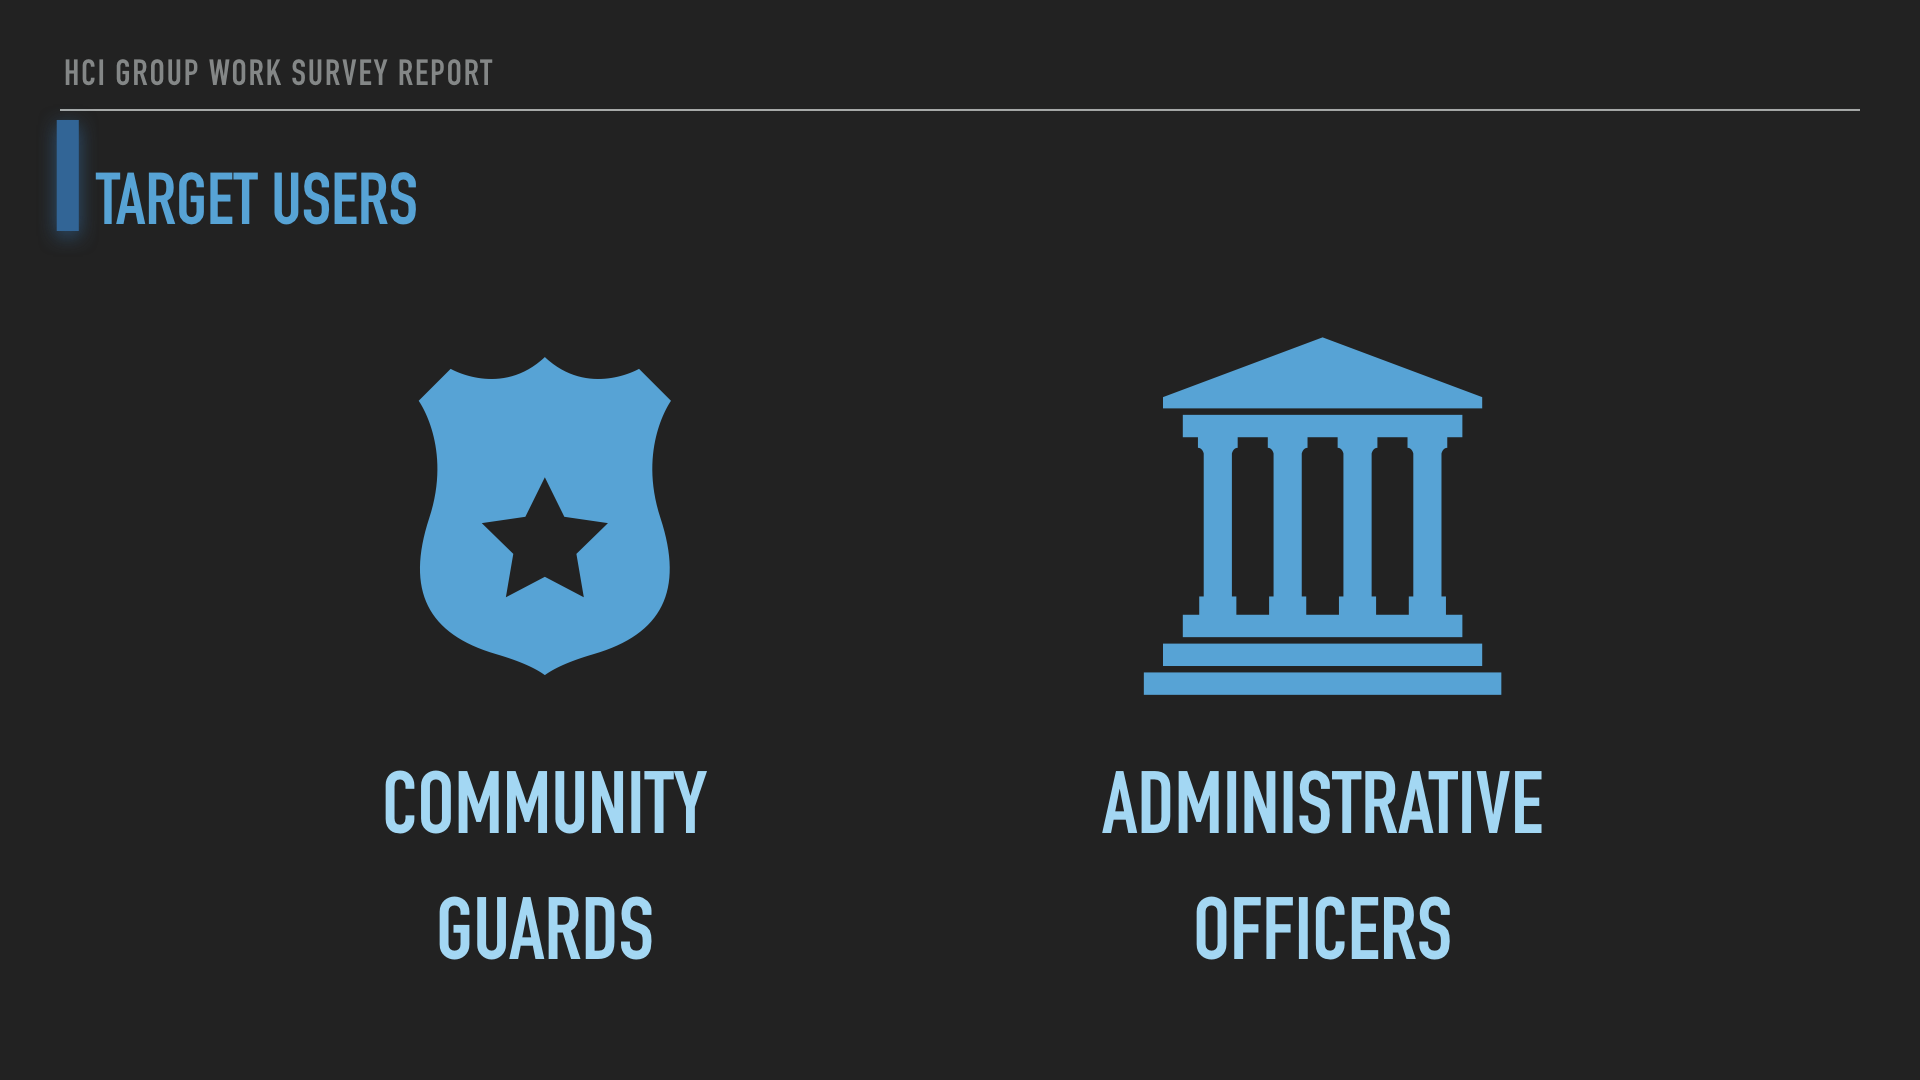 HCI GROUP WORK SURVEY REPORT
TARGET USERS
COMMUNITY
GUARDS
ADMINISTRATIVE
OFFICERS